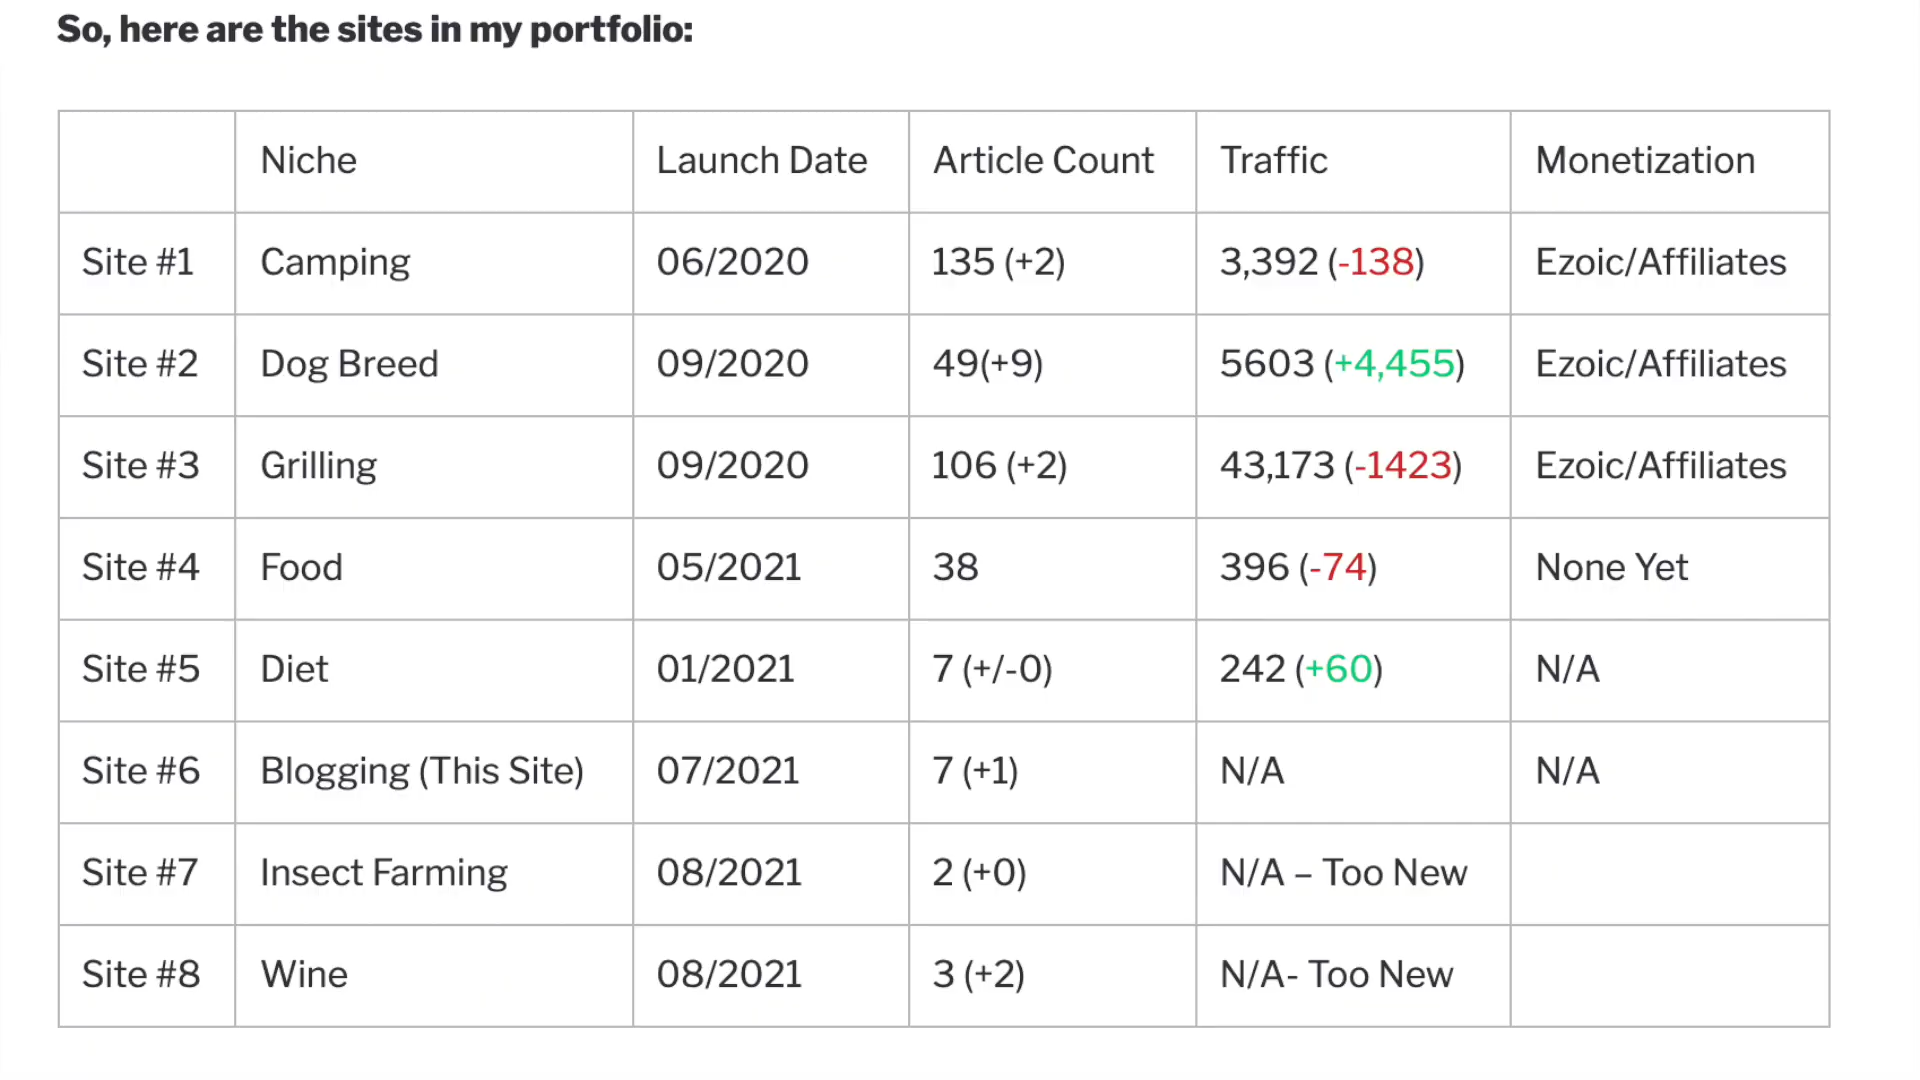 So, here are the sites in my portfolio:
Niche Launch Date Article Count Traffic Monetization
Site #1 Camping 06/2020 135 (+2) 3,392 (-138) Ezoic/Affiliates
Site #2 Dog Breed 09/2020 49(+9) 5603 (+4,455) Ezoic/Affiliates
Site #3 Grilling 09/2020 106 (+2) 43,173 (-1423) Ezoic/Affiliates
Site #4 Food 05/2021 38 396 (-74) None Yet
Site #5 Diet 01/2021 7 (+/-0) 242 (+60) N/A
Site #6 Blogging (This Site) 07/2021 7 (+1) N/A N/A
Site #7 Insect Farming 08/2021 2 (+0) N/A – Too New
Site #8 Wine 08/2021 3 (+2) N/A- Too New